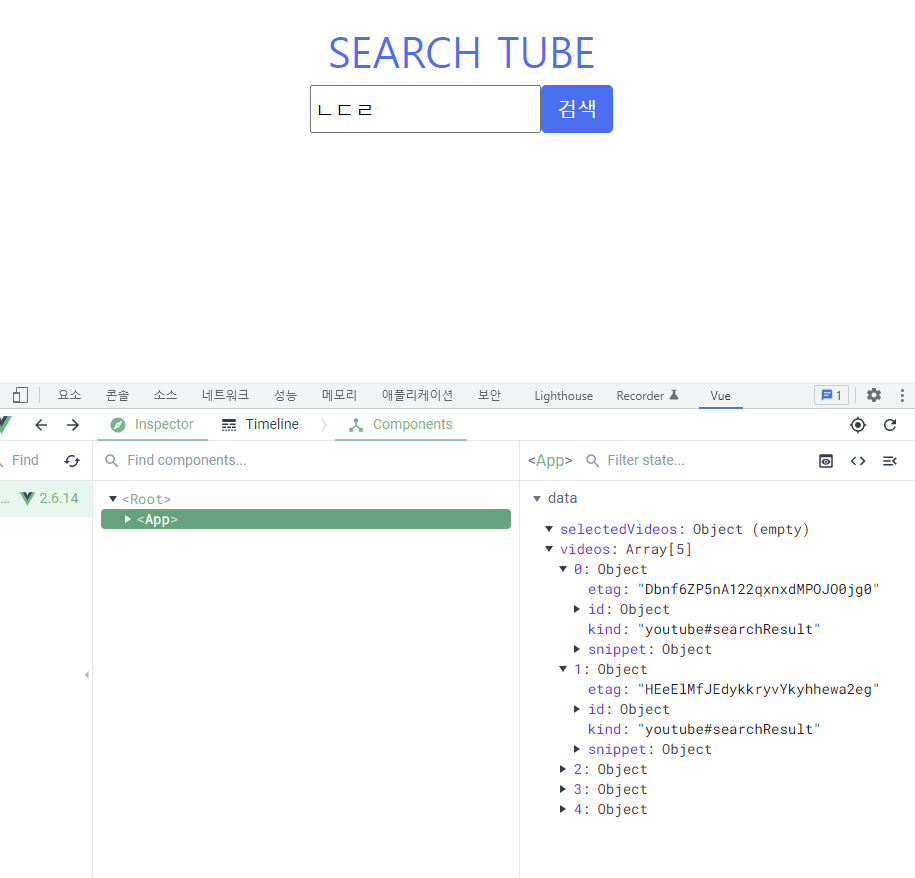 SEARCH TUBE
ㄴㄷㄹ
검색
요소 콘솔 소스 네트워크 성능 메모리 애플리케이션 보안 Lighthouse Recorder Vue 1
Inspector Timeline Components
Find Find components... <App> Filter state...
... 2.6.14
<Root>
<App>
data
selectedVideos: Object (empty)
videos: Array[5]
0: Object
etag: "Dbnf6ZP5nA122qxnxdMPOJO0jg0"
id: Object
kind: "youtube#searchResult"
snippet: Object
1: Object
etag: "HEeElMfJEdykkryvYkyhhewa2eg"
id: Object
kind: "youtube#searchResult"
snippet: Object
2: Object
3: Object
4: Object